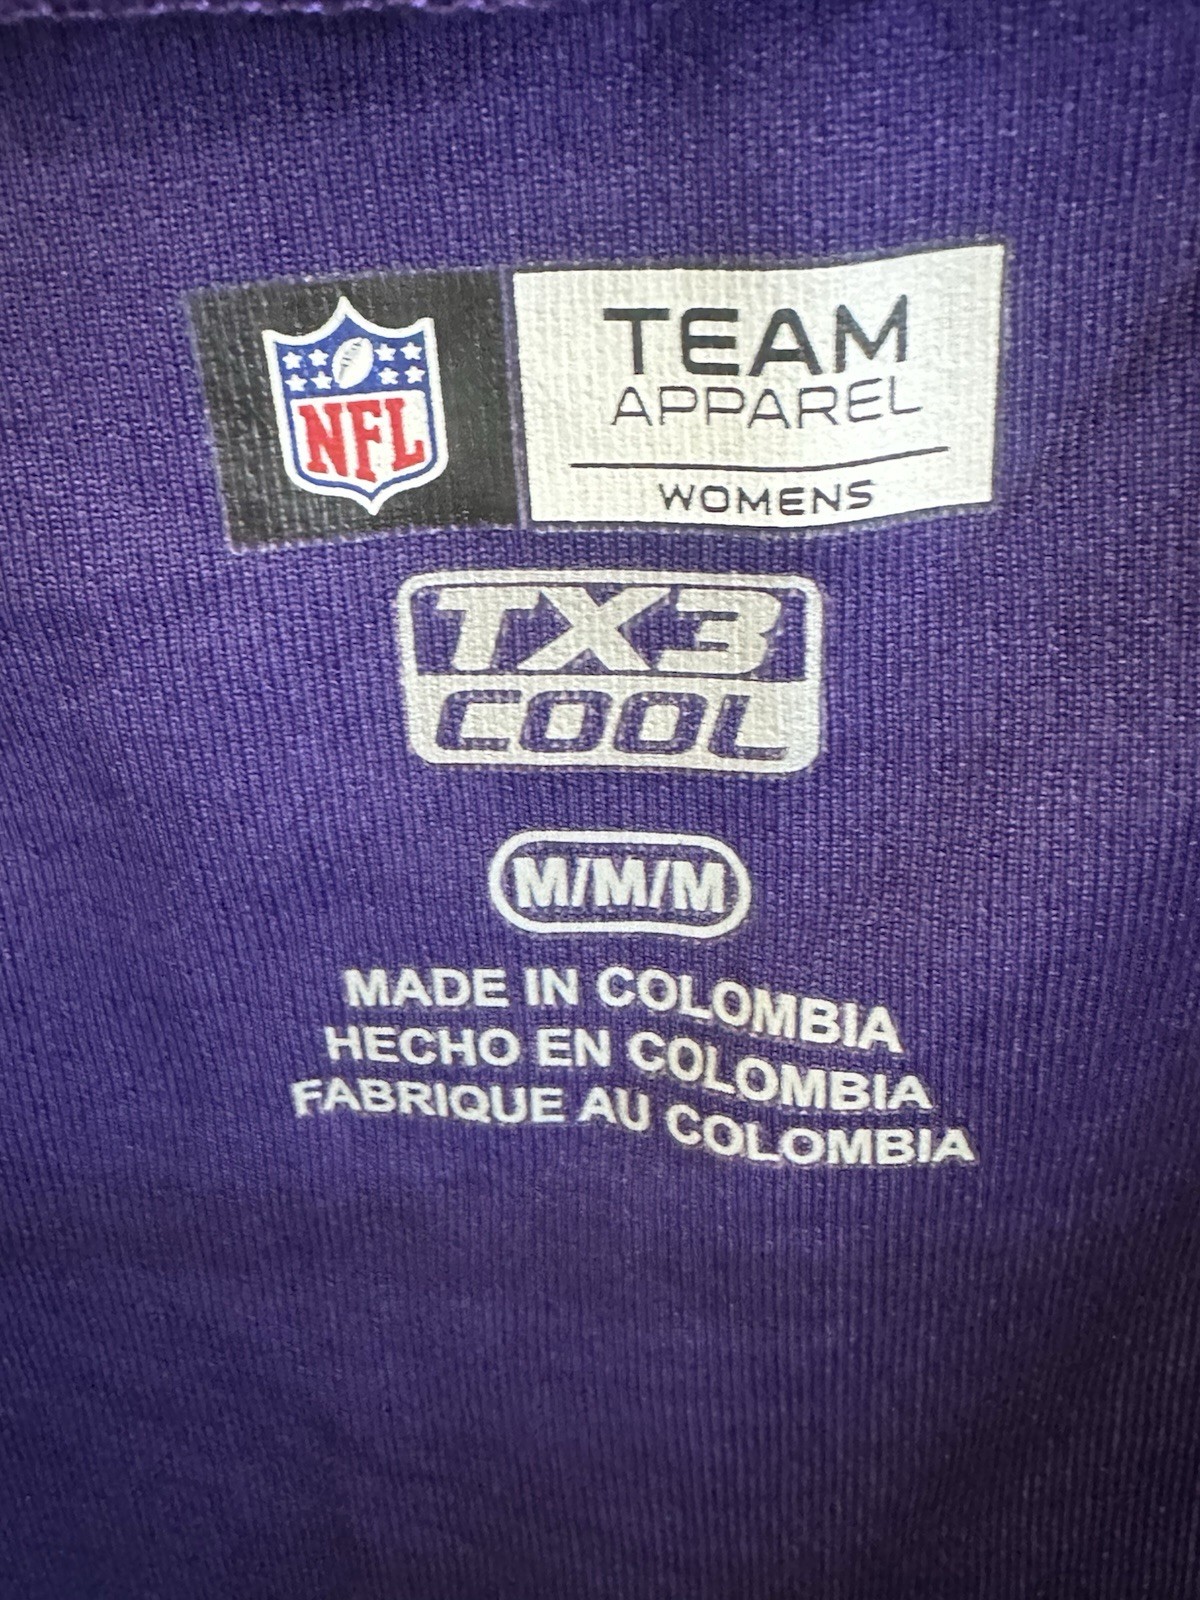 NFL
TEAM
APPAREL
WOMENS
TX3
COOL
M/M/M
MADE IN COLOMBIA
HECHO EN COLOMBIA
FABRIQUE AU COLOMBIA